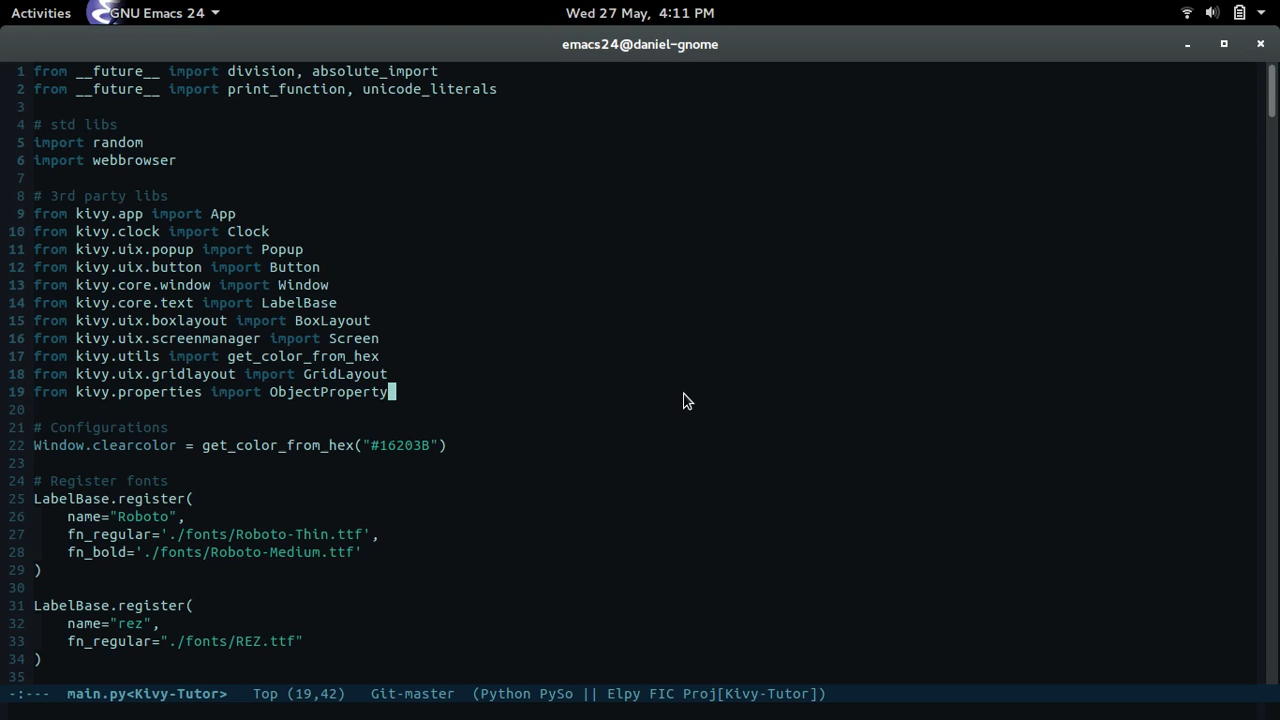 Activities GNU Emacs 24 Wed 27 May, 4:11 PM
emacs24@daniel-gnome
1 from __future__ import division, absolute_import
2 from __future__ import print_function, unicode_literals
3
4 # std libs
5 import random
6 import webbrowser
7
8 # 3rd party libs
9 from kivy.app import App
10 from kivy.clock import Clock
11 from kivy.uix.popup import Popup
12 from kivy.uix.button import Button
13 from kivy.core.window import Window
14 from kivy.core.text import LabelBase
15 from kivy.uix.boxlayout import BoxLayout
16 from kivy.uix.screenmanager import Screen
17 from kivy.utils import get_color_from_hex
18 from kivy.uix.gridlayout import GridLayout
19 from kivy.properties import ObjectProperty
20
21 # Configurations
22 Window.clearcolor = get_color_from_hex("#16203B")
23
24 # Register fonts
25 LabelBase.register(
26     name="Roboto",
27     fn_regular='./fonts/Roboto-Thin.ttf',
28     fn_bold='./fonts/Roboto-Medium.ttf'
29 )
30
31 LabelBase.register(
32     name="rez",
33     fn_regular="./fonts/REZ.ttf"
34 )
35
-:--- main.py<Kivy-Tutor> Top (19,42) Git-master (Python PySo || Elpy FIC Proj[Kivy-Tutor])